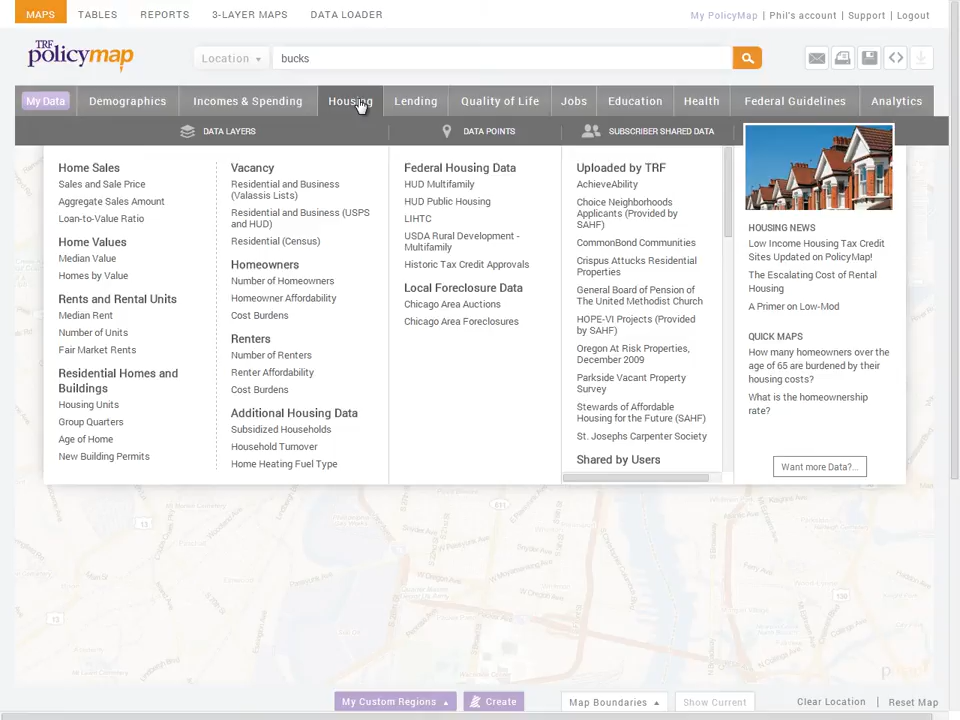 MAPS TABLES REPORTS 3-LAYER MAPS DATA LOADER
My PolicyMap | Phil's account | Support | Logout
TRF
policymap
Location bucks
My Data Demographics Incomes & Spending Housing Lending Quality of Life Jobs Education Health Federal Guidelines Analytics
DATA LAYERS DATA POINTS SUBSCRIBER SHARED DATA
Home Sales
Sales and Sale Price
Aggregate Sales Amount
Loan-to-Value Ratio
Home Values
Median Value
Homes by Value
Rents and Rental Units
Median Rent
Number of Units
Fair Market Rents
Residential Homes and
Buildings
Housing Units
Group Quarters
Age of Home
New Building Permits
Vacancy
Residential and Business
(Valassis Lists)
Residential and Business (USPS
and HUD)
Residential (Census)
Homeowners
Number of Homeowners
Homeowner Affordability
Cost Burdens
Renters
Number of Renters
Renter Affordability
Cost Burdens
Additional Housing Data
Subsidized Households
Household Turnover
Home Heating Fuel Type
Federal Housing Data
HUD Multifamily
HUD Public Housing
LIHTC
USDA Rural Development -
Multifamily
Historic Tax Credit Approvals
Local Foreclosure Data
Chicago Area Auctions
Chicago Area Foreclosures
Uploaded by TRF
AchieveAbility
Choice Neighborhoods
Applicants (Provided by
SAHF)
CommonBond Communities
Crispus Attucks Residential
Properties
General Board of Pension of
The United Methodist Church
HOPE-VI Projects (Provided
by SAHF)
Oregon At Risk Properties,
December 2009
Parkside Vacant Property
Survey
Stewards of Affordable
Housing for the Future (SAHF)
St. Josephs Carpenter Society
Shared by Users
HOUSING NEWS
Low Income Housing Tax Credit
Sites Updated on PolicyMap!
The Escalating Cost of Rental
Housing
A Primer on Low-Mod
QUICK MAPS
How many homeowners over the
age of 65 are burdened by their
housing costs?
What is the homeownership
rate?
Want more Data?...
My Custom Regions Create Map Boundaries Show Current Clear Location | Reset Map